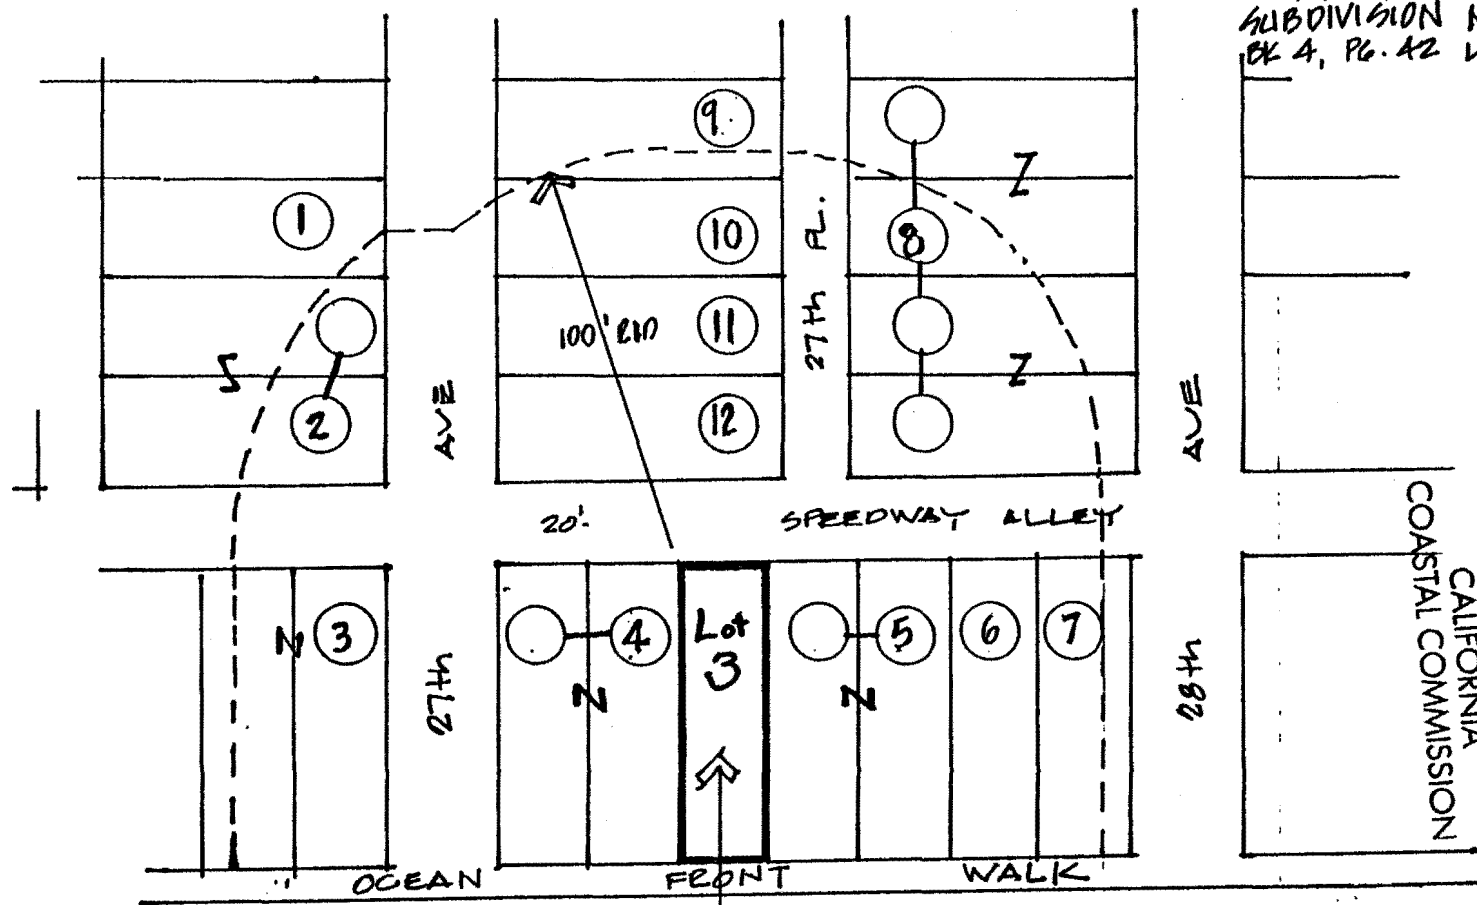 SUBDIVISION
BK 4, PG. 42
9
1
10
8
27th PL.
100' RAD
11
2
12
AVE
AVE
20'
SPEEDWAY ALLEY
3
4
Lot
3
5
6
7
27th
28th
CALIFORNIA
COASTAL COMMISSION
OCEAN FRONT WALK